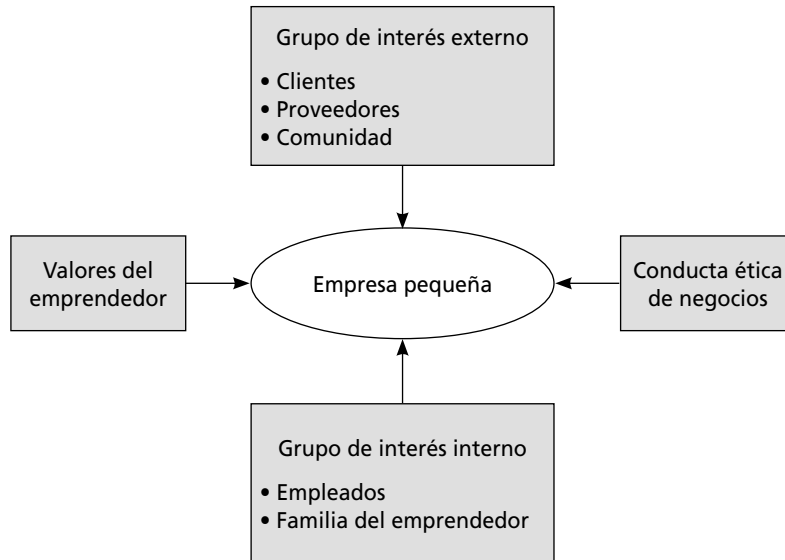 Grupo de interés externo
• Clientes
• Proveedores
• Comunidad
Valores del
emprendedor
Empresa pequeña
Conducta ética
de negocios
Grupo de interés interno
• Empleados
• Familia del emprendedor